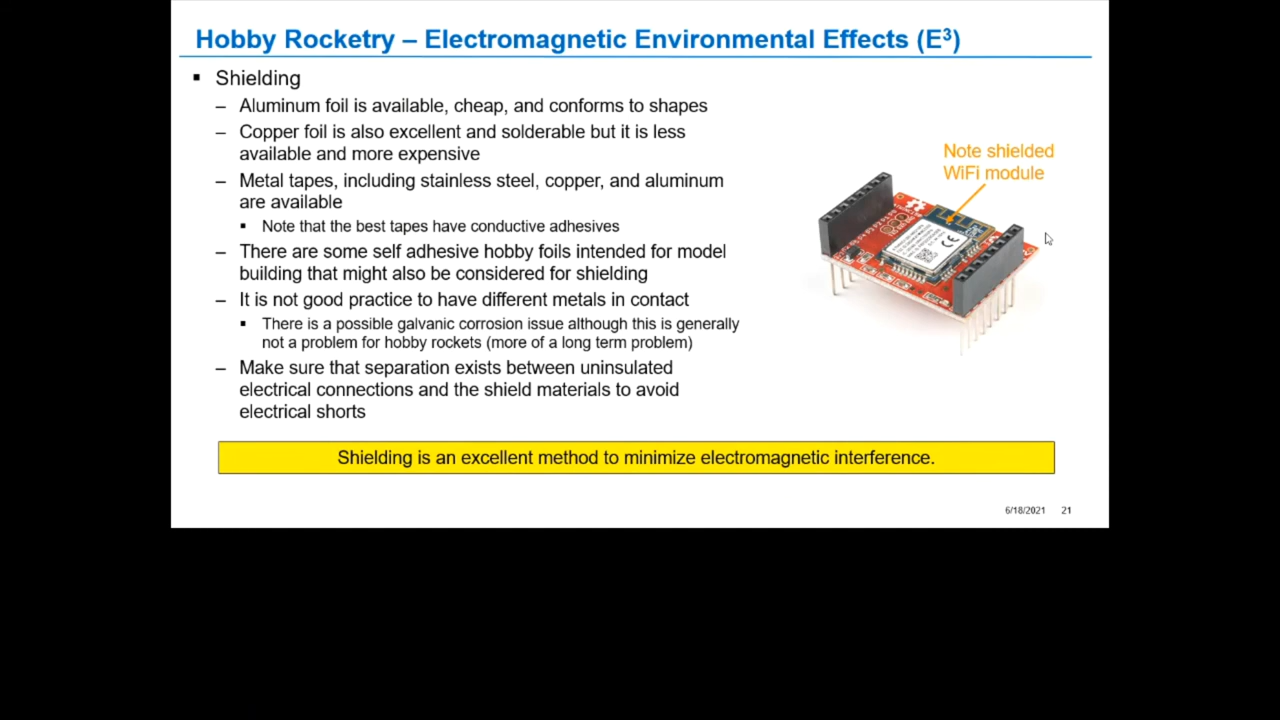 Hobby Rocketry – Electromagnetic Environmental Effects (E³)
▪ Shielding
– Aluminum foil is available, cheap, and conforms to shapes
– Copper foil is also excellent and solderable but it is less
available and more expensive
– Metal tapes, including stainless steel, copper, and aluminum
are available
▪ Note that the best tapes have conductive adhesives
– There are some self adhesive hobby foils intended for model
building that might also be considered for shielding
– It is not good practice to have different metals in contact
▪ There is a possible galvanic corrosion issue although this is generally
not a problem for hobby rockets (more of a long term problem)
– Make sure that separation exists between uninsulated
electrical connections and the shield materials to avoid
electrical shorts
Note shielded
WiFi module
CE
Shielding is an excellent method to minimize electromagnetic interference.
6/18/2021 21